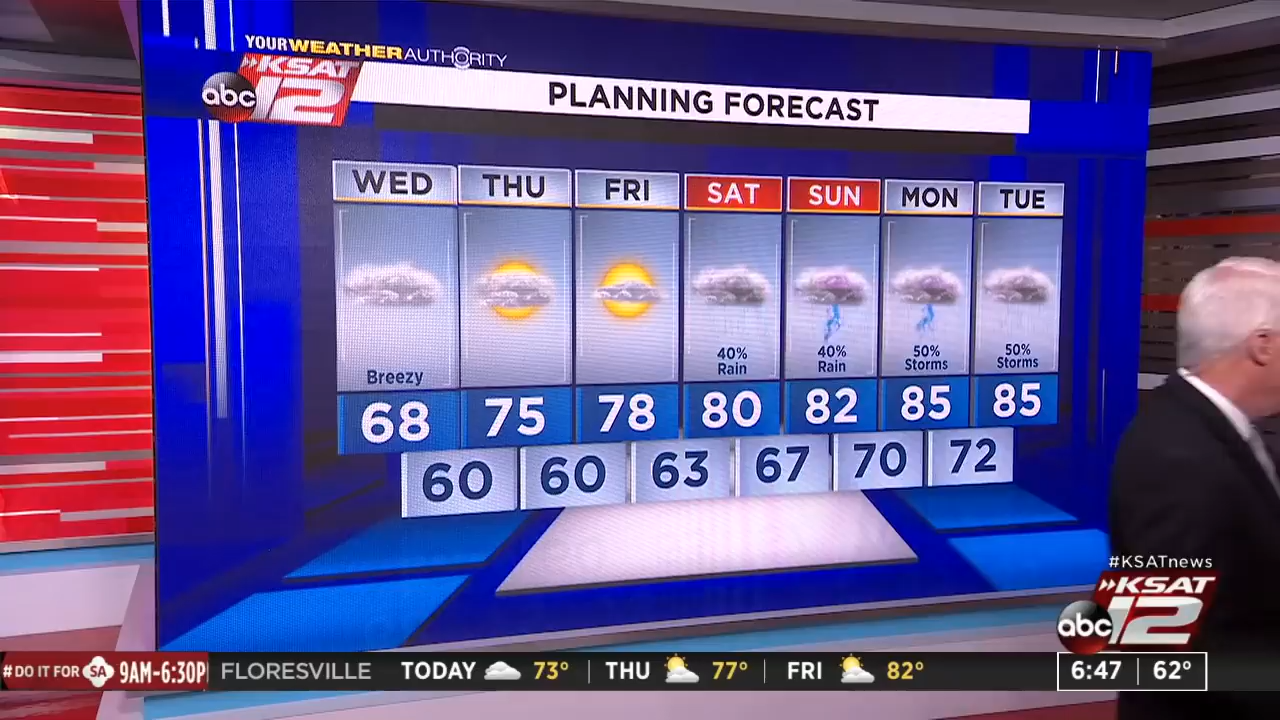 YOUR WEATHER AUTHORITY
KSAT
abc 12
PLANNING FORECAST
WED THU FRI SAT SUN MON TUE
40% 40% 50% 50%
Rain Rain Storms Storms
Breezy
68 75 78 80 82 85 85
60 60 63 67 70 72
#KSATnews
KSAT
abc 12
#DO IT FOR SA 9AM-6:30P FLORESVILLE TODAY 73° THU 77° FRI 82° 6:47 62°